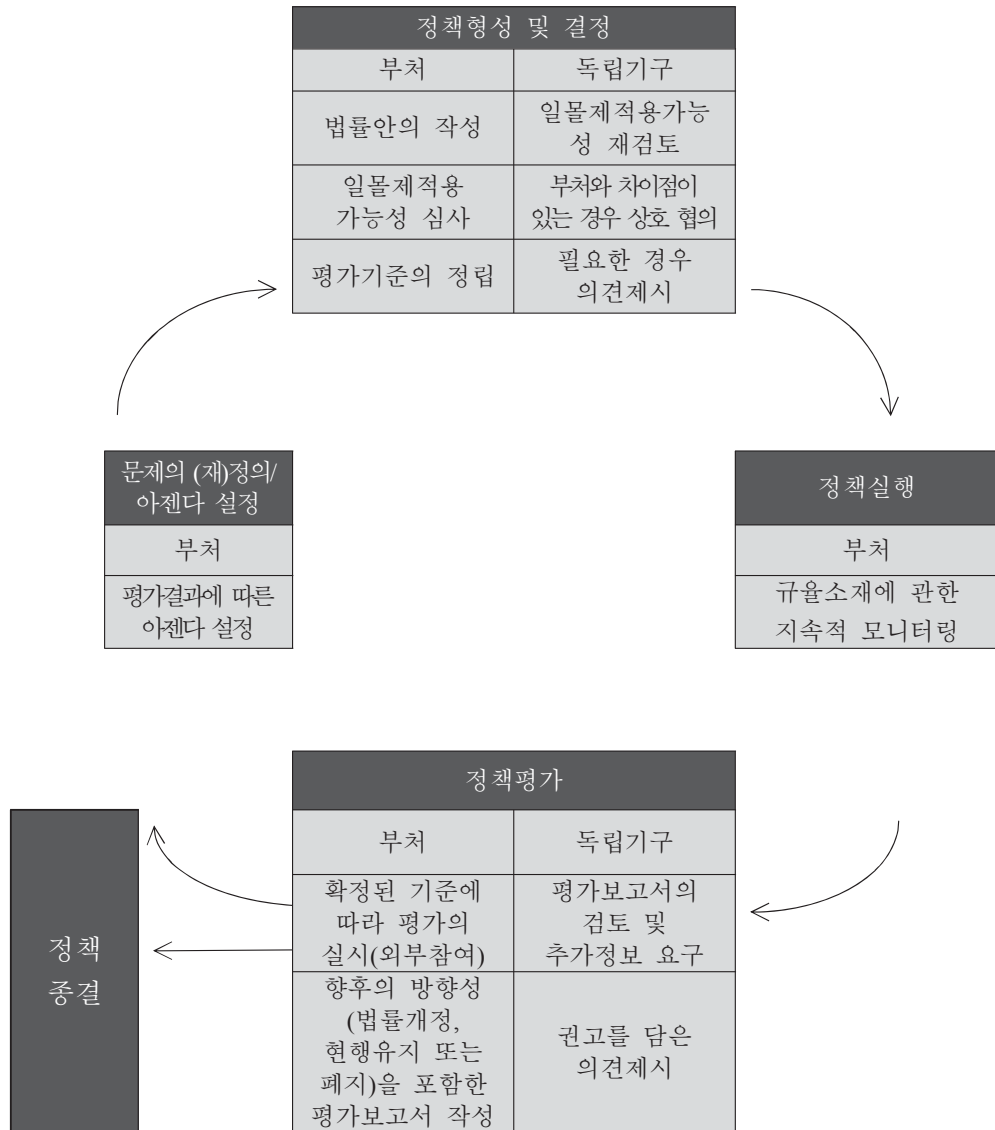 정책형성 및 결정
부처
독립기구
법률안의 작성
일몰제적용가능
성 재검토
일몰제적용
가능성 심사
부처와 차이점이
있는 경우 상호 협의
평가기준의 정립
필요한 경우
의견제시
문제의 (재)정의/
아젠다 설정
부처
평가결과에 따른
아젠다 설정
정책실행
부처
규율소재에 관한
지속적 모니터링
정책평가
부처
독립기구
확정된 기준에
따라 평가의
실시(외부참여)
평가보고서의
검토 및
추가정보 요구
향후의 방향성
(법률개정,
현행유지 또는
폐지)을 포함한
평가보고서 작성
권고를 담은
의견제시
정책
종결